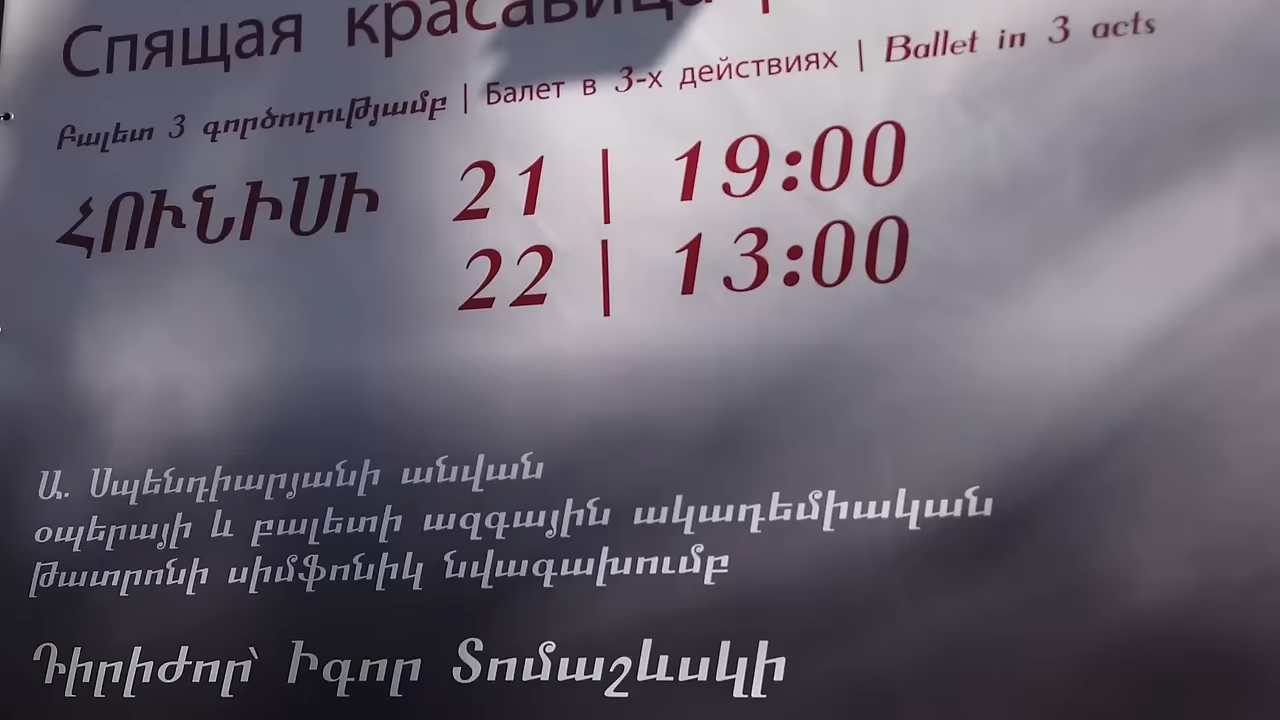 Спящая красавица
Բալետ 3 գործողությամբ | Балет в 3-х действиях | Ballet in 3 acts
ՀՈՒՆԻՍԻ 21 | 19:00
22 | 13:00
Ա. Սպենդիարյանի անվան
օպերայի և բալետի ազգային ակադեմիական
թատրոնի սիմֆոնիկ նվագախումբ
Դիրիժոր՝ Իգոր Տոմաշևսկի